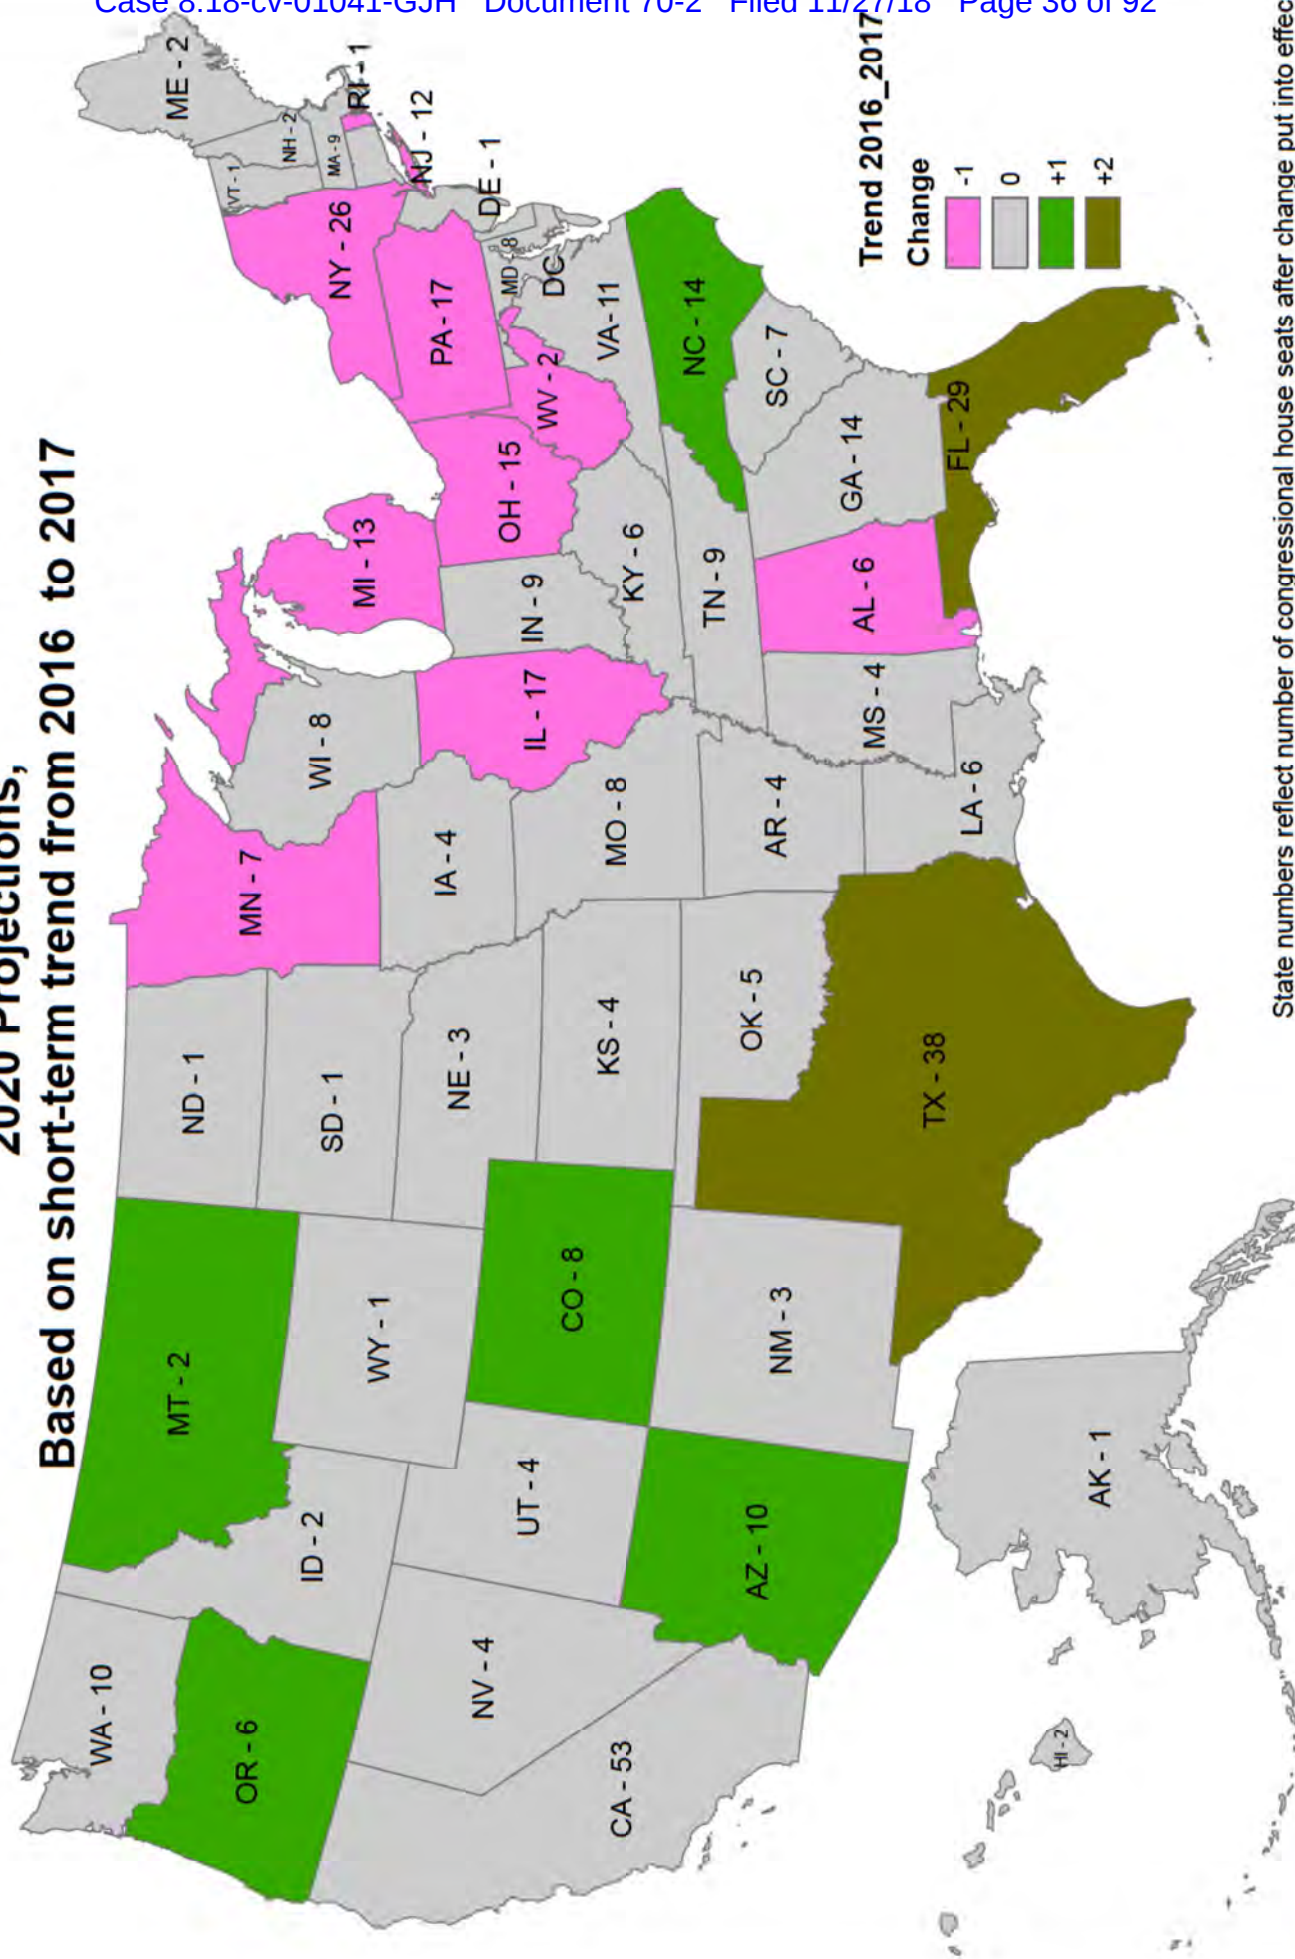 Case 8:18-cv-01041-GJH Document 70-2 Filed 11/27/18 Page 36 of 92
2020 Projections,
Based on short-term trend from 2016 to 2017
WA - 10
OR - 6
CA - 53
NV - 4
ID - 2
MT - 2
WY - 1
UT - 4
AZ - 10
CO - 8
NM - 3
ND - 1
SD - 1
NE - 3
KS - 4
OK - 5
TX - 38
MN - 7
IA - 4
MO - 8
AR - 4
LA - 6
WI - 8
IL - 17
MS - 4
MI - 13
IN - 9
OH - 15
KY - 6
TN - 9
AL - 6
GA - 14
FL - 29
SC - 7
NC - 14
VA - 11
WV - 2
PA - 17
NY - 26
VT - 1
NH - 2
ME - 2
MA - 9
RI - 1
NJ - 12
DE - 1
MD - 8
DC
AK - 1
HI - 2
Trend 2016_2017
Change
-1
0
+1
+2
State numbers reflect number of congressional house seats after change put into